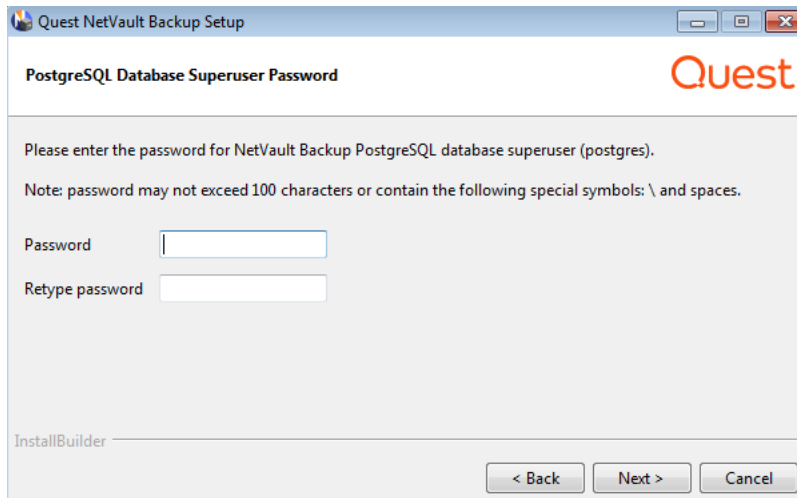 Quest NetVault Backup Setup
PostgreSQL Database Superuser Password
Quest
Please enter the password for NetVault Backup PostgreSQL database superuser (postgres).
Note: password may not exceed 100 characters or contain the following special symbols: \ and spaces.
Password
Retype password
InstallBuilder
< Back Next > Cancel